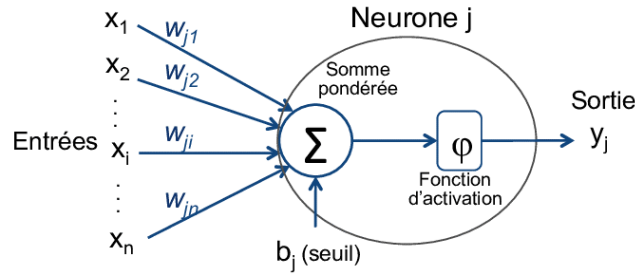 Neurone j
x1
wj1
x2
wj2
Somme
pondérée
Entrées
xi
wji
Σ
φ
Sortie
yj
Fonction
d'activation
wjn
xn
bj (seuil)